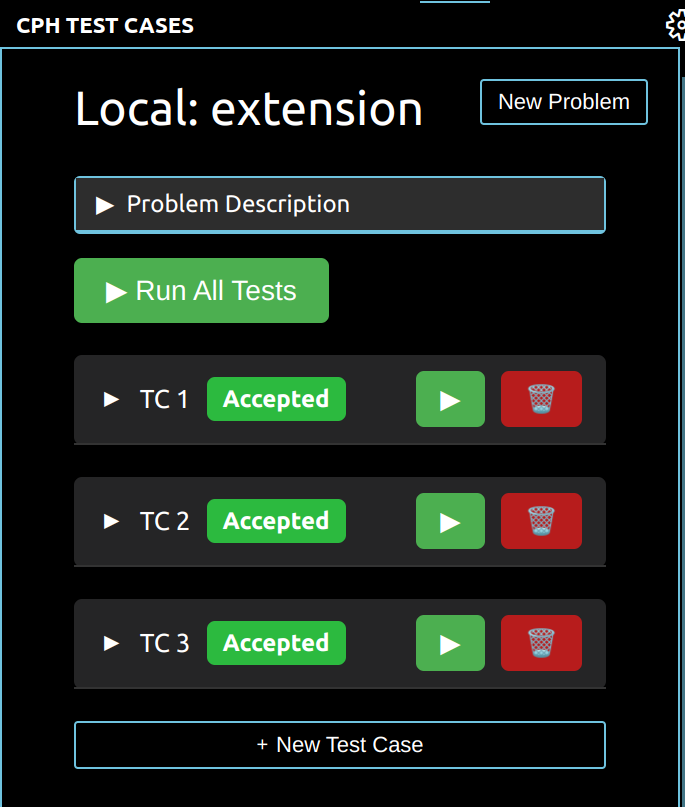 CPH TEST CASES
Local: extension
New Problem
▶ Problem Description
▶ Run All Tests
▶ TC 1 Accepted ▶
▶ TC 2 Accepted ▶
▶ TC 3 Accepted ▶
+ New Test Case